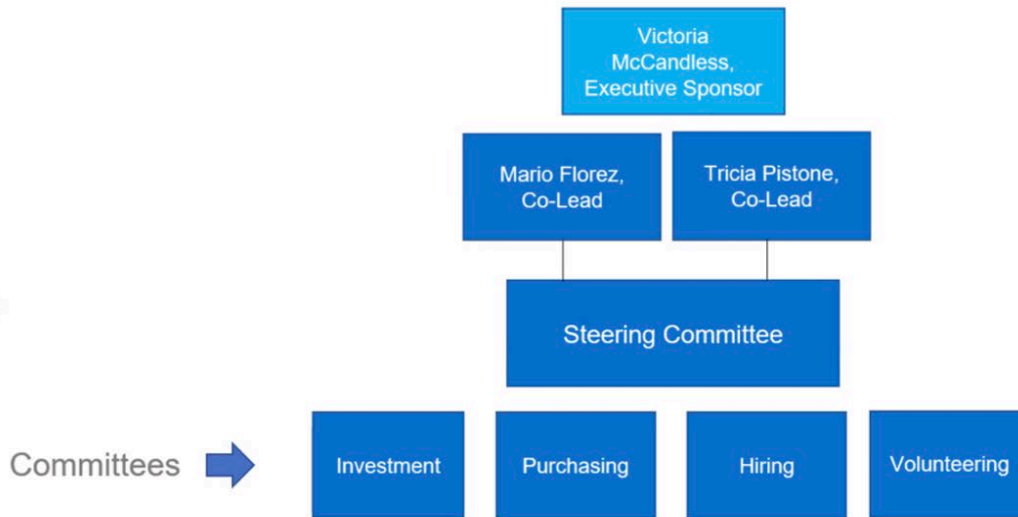 Victoria
McCandless,
Executive Sponsor
Mario Florez,
Co-Lead
Tricia Pistone,
Co-Lead
Steering Committee
Committees
Investment
Purchasing
Hiring
Volunteering